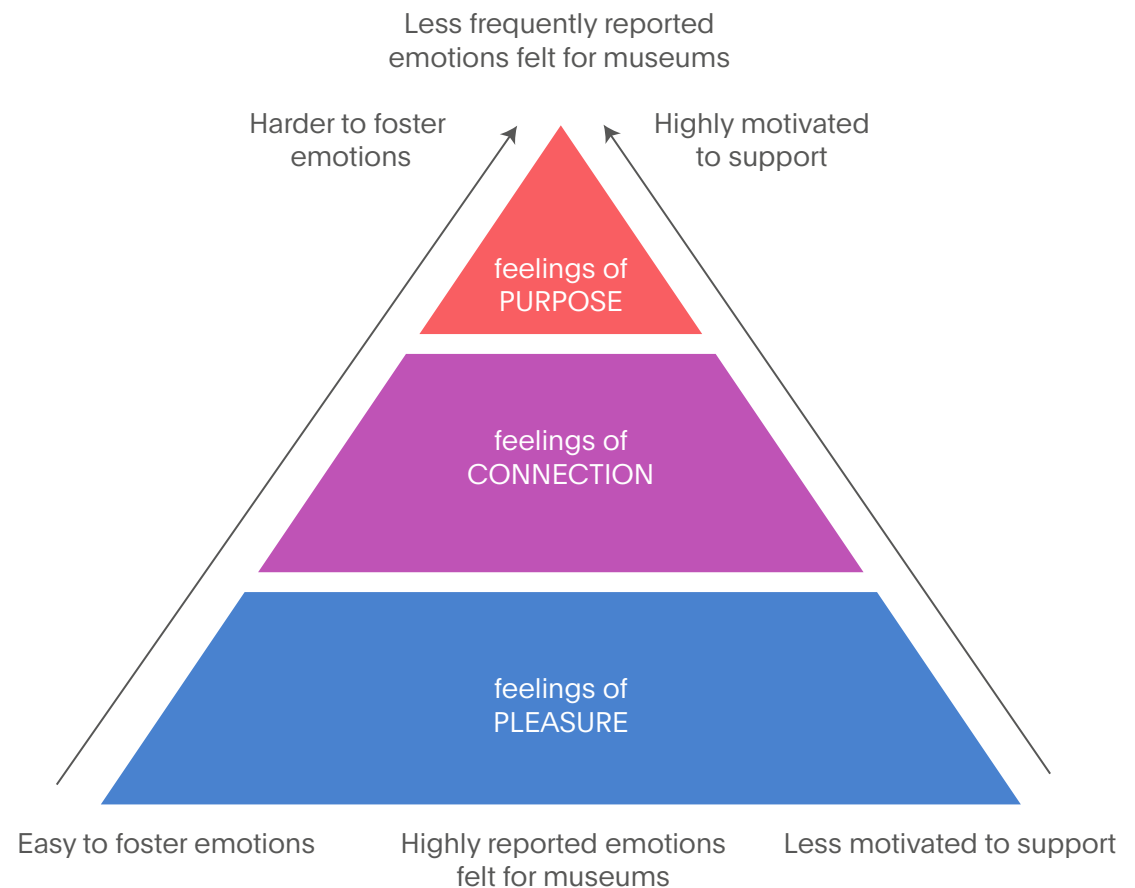 Less frequently reported
emotions felt for museums
Harder to foster
emotions
Highly motivated
to support
feelings of
PURPOSE
feelings of
CONNECTION
feelings of
PLEASURE
Easy to foster emotions
Highly reported emotions
felt for museums
Less motivated to support